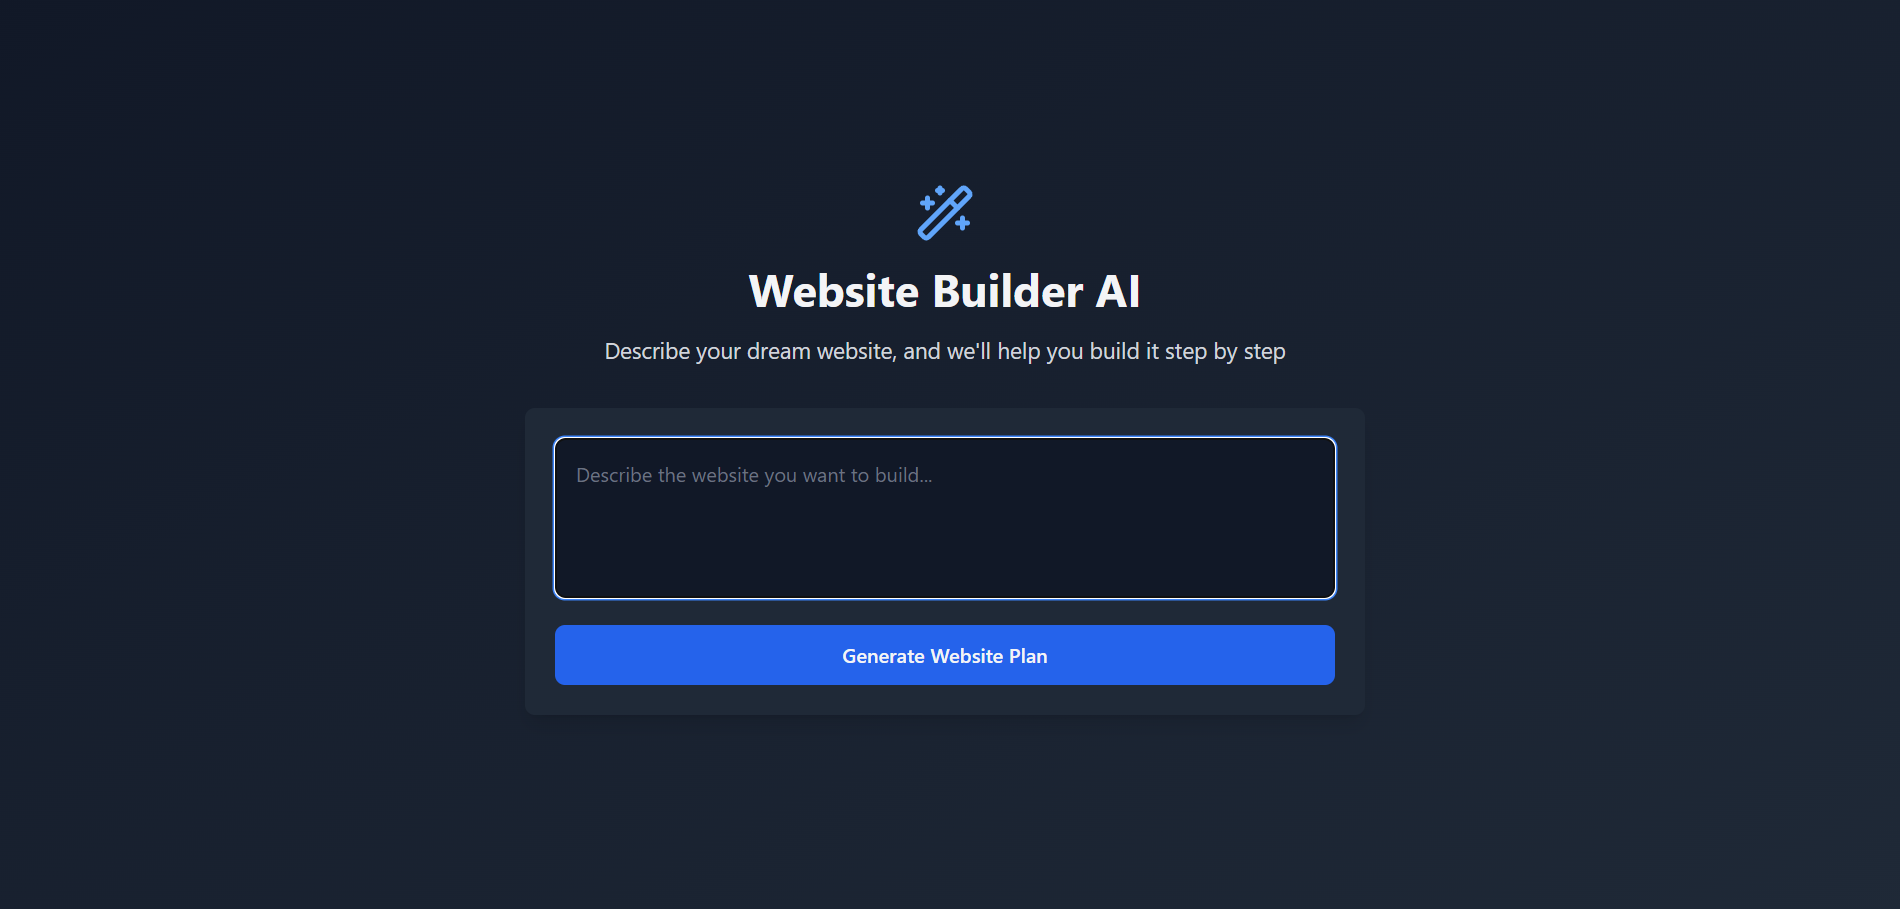 Website Builder AI
Describe your dream website, and we'll help you build it step by step
Describe the website you want to build...
Generate Website Plan